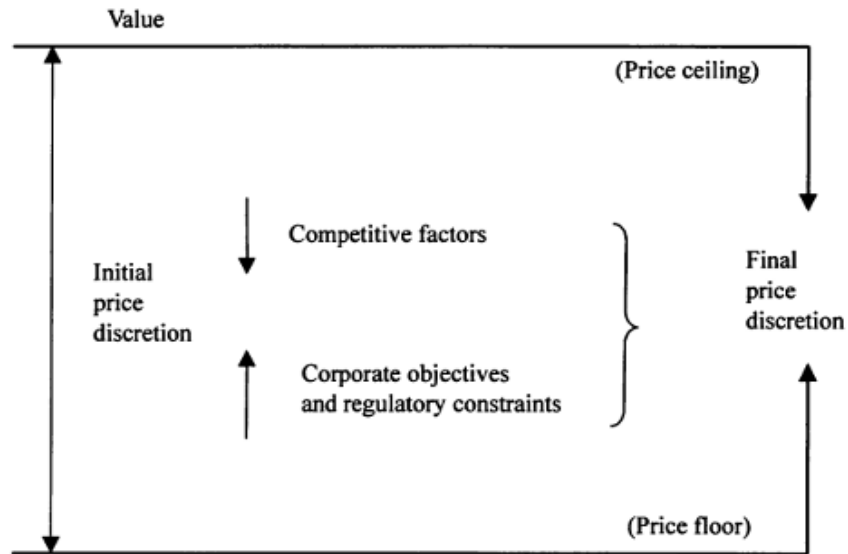 Value
(Price ceiling)
Competitive factors
Initial
price
discretion
Final
price
discretion
Corporate objectives
and regulatory constraints
(Price floor)